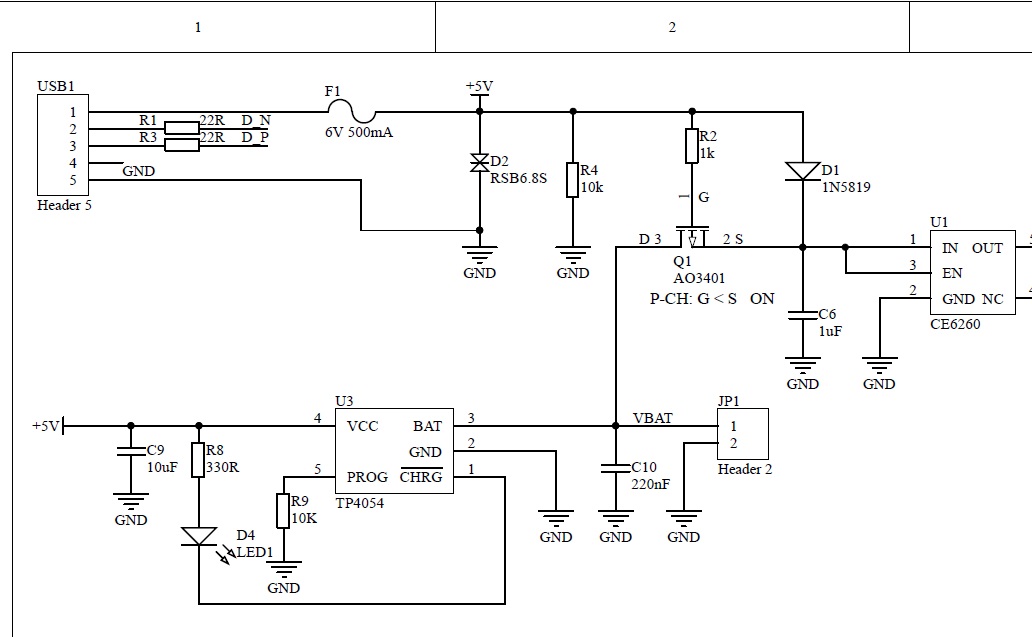 1 2
USB1
1
2
3
4
5
Header 5
R1 22R D_N
R3 22R D_P
GND
F1
6V 500mA
+5V
D2
RSB6.8S
GND
R4
10k
GND
R2
1k
1 G
D 3 2 S
Q1
AO3401
P-CH: G < S ON
D1
1N5819
C6
1uF
GND
U1
1 IN OUT
3 EN
2 GND NC
CE6260
GND
+5V
C9
10uF
GND
R8
330R
D4
LED1
U3
4 VCC BAT 3
GND 2
5 PROG CHRG 1
TP4054
R9
10K
GND
GND
VBAT
C10
220nF
GND
JP1
1
2
Header 2
GND